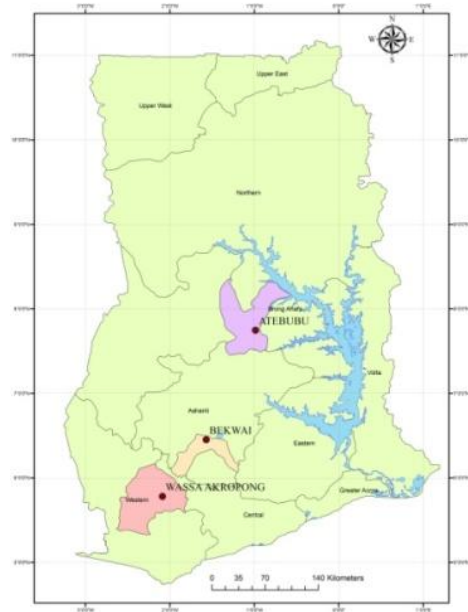 N
W E
S
Upper East
Upper West
Northern
Brong Ahafo
ATEBUBU
Volta
Ashanti
BEKWAI
Eastern
WASSA AKROPONG
Western
Greater Accra
Central
0 35 70 140 Kilometers